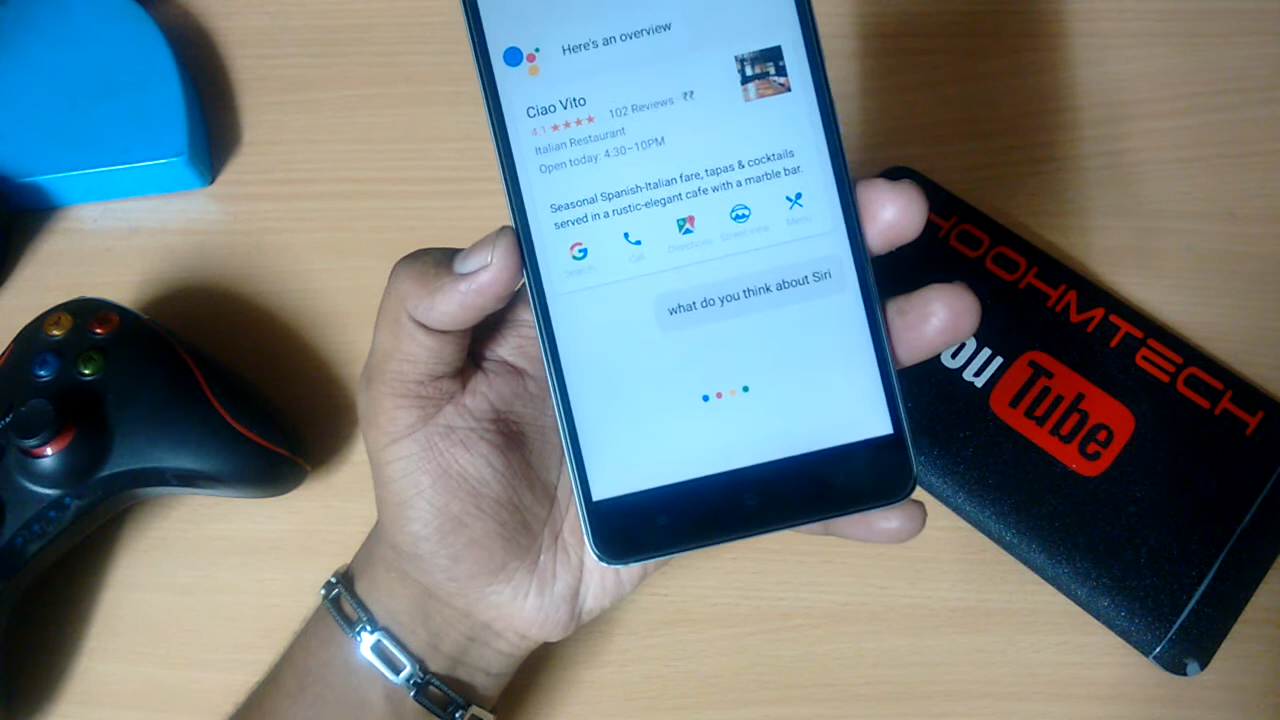 Here's an overview
Ciao Vito
4.1 ★★★★ 102 Reviews ₹₹
Italian Restaurant
Open today: 4:30–10PM
Seasonal Spanish-Italian fare, tapas & cocktails
served in a rustic-elegant cafe with a marble bar.
Search Call Directions Street view Menu
what do you think about Siri
HOOHMTECH
You Tube